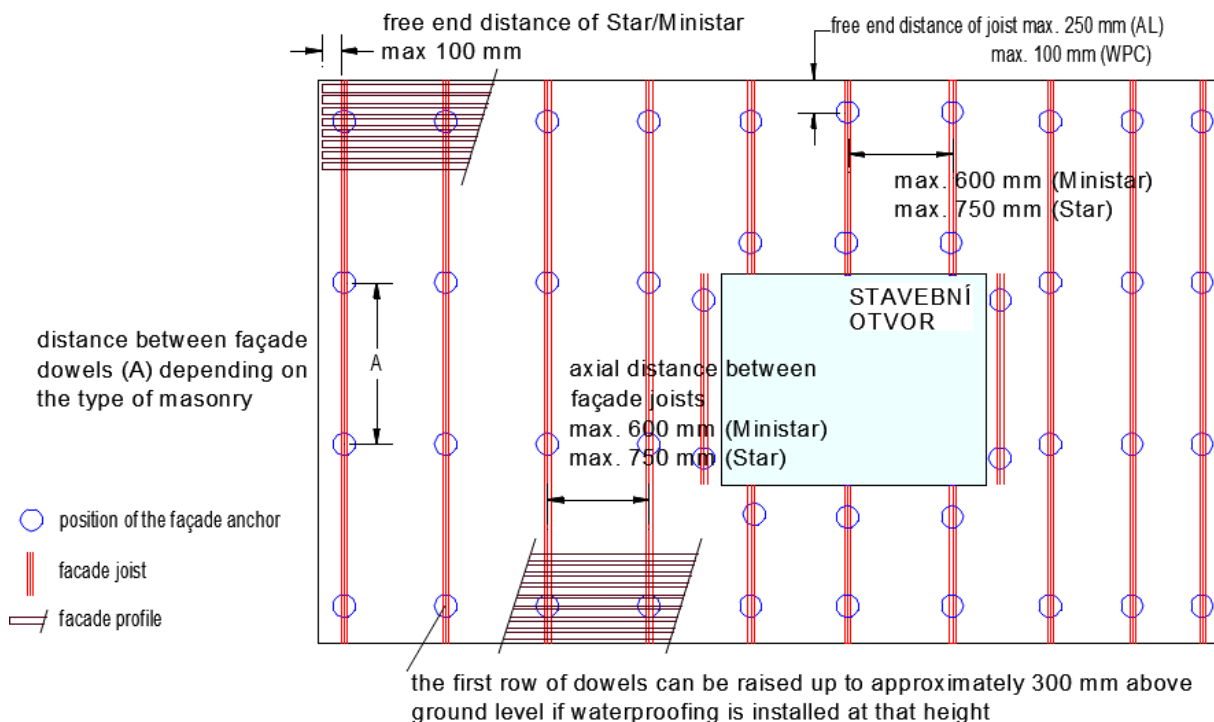 free end distance of Star/Ministar
max 100 mm
free end distance of joist max. 250 mm (AL)
max. 100 mm (WPC)
max. 600 mm (Ministar)
max. 750 mm (Star)
STAVEBNÍ
OTVOR
distance between façade
dowels (A) depending on
the type of masonry
A
axial distance between
façade joists
max. 600 mm (Ministar)
max. 750 mm (Star)
position of the façade anchor
facade joist
facade profile
the first row of dowels can be raised up to approximately 300 mm above
ground level if waterproofing is installed at that height